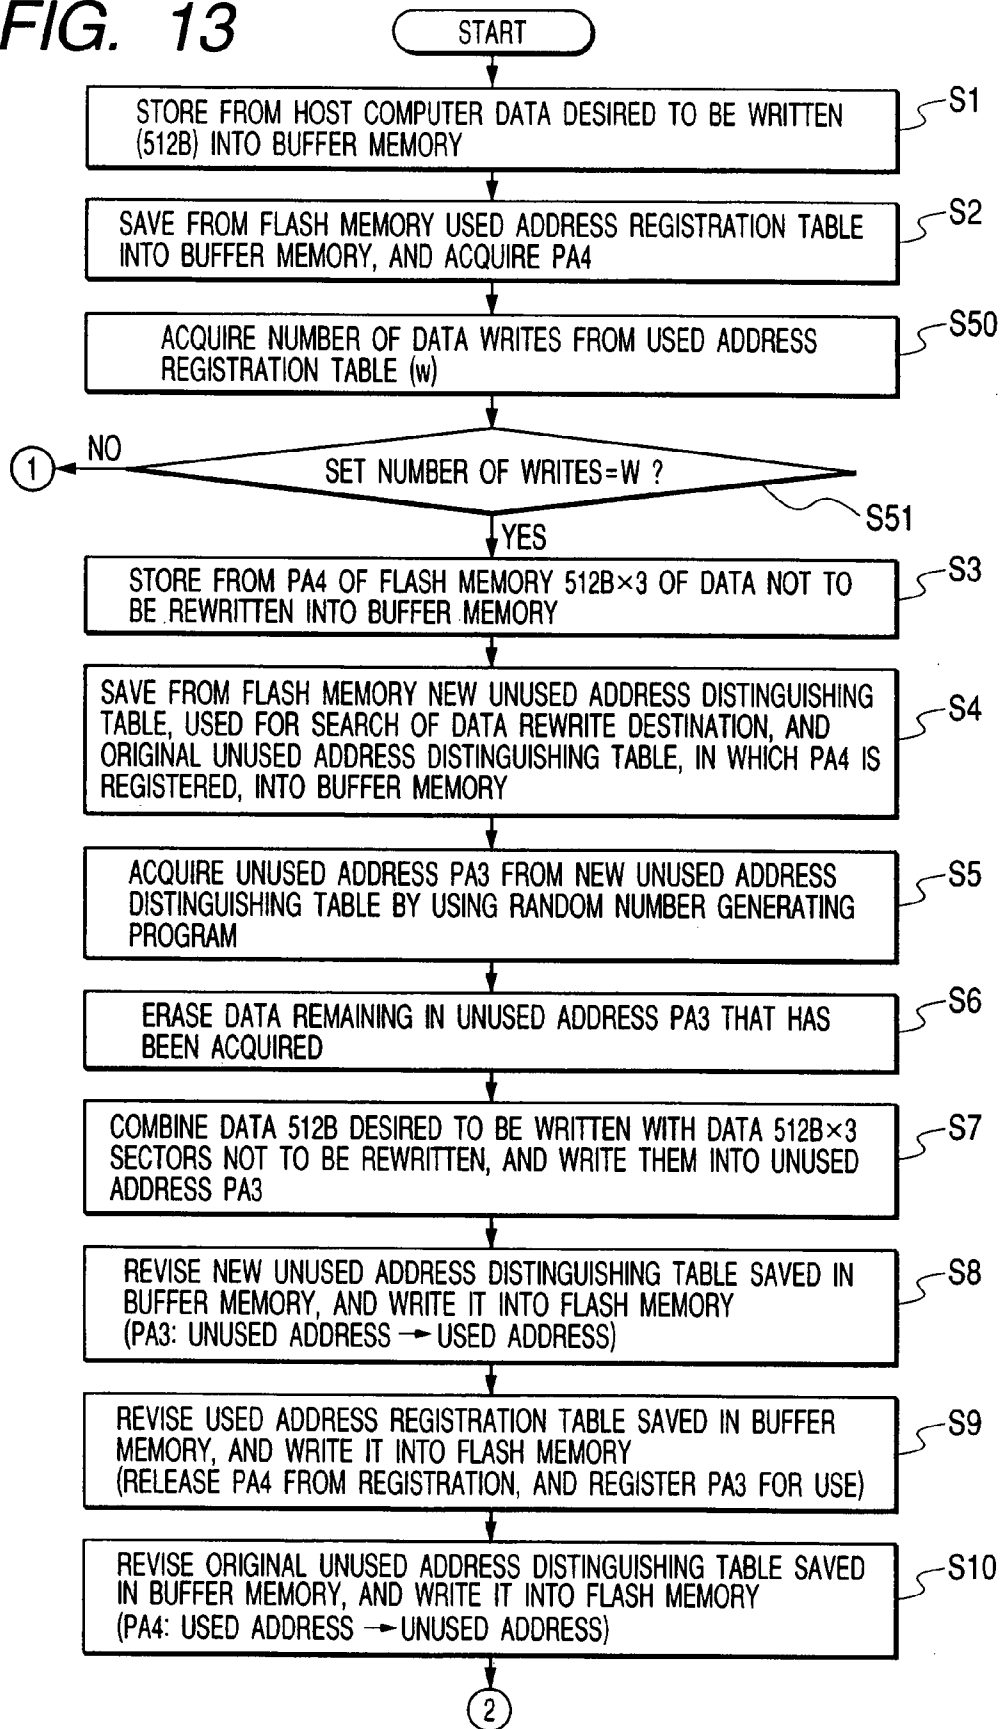 FIG. 13
START
STORE FROM HOST COMPUTER DATA DESIRED TO BE WRITTEN
(512B) INTO BUFFER MEMORY
S1
SAVE FROM FLASH MEMORY USED ADDRESS REGISTRATION TABLE
INTO BUFFER MEMORY, AND ACQUIRE PA4
S2
ACQUIRE NUMBER OF DATA WRITES FROM USED ADDRESS
REGISTRATION TABLE (w)
S50
SET NUMBER OF WRITES=W ?
S51
NO
1
YES
STORE FROM PA4 OF FLASH MEMORY 512B×3 OF DATA NOT TO
BE REWRITTEN INTO BUFFER MEMORY
S3
SAVE FROM FLASH MEMORY NEW UNUSED ADDRESS DISTINGUISHING
TABLE, USED FOR SEARCH OF DATA REWRITE DESTINATION, AND
ORIGINAL UNUSED ADDRESS DISTINGUISHING TABLE, IN WHICH PA4 IS
REGISTERED, INTO BUFFER MEMORY
S4
ACQUIRE UNUSED ADDRESS PA3 FROM NEW UNUSED ADDRESS
DISTINGUISHING TABLE BY USING RANDOM NUMBER GENERATING
PROGRAM
S5
ERASE DATA REMAINING IN UNUSED ADDRESS PA3 THAT HAS
BEEN ACQUIRED
S6
COMBINE DATA 512B DESIRED TO BE WRITTEN WITH DATA 512B×3
SECTORS NOT TO BE REWRITTEN, AND WRITE THEM INTO UNUSED
ADDRESS PA3
S7
REVISE NEW UNUSED ADDRESS DISTINGUISHING TABLE SAVED IN
BUFFER MEMORY, AND WRITE IT INTO FLASH MEMORY
(PA3: UNUSED ADDRESS → USED ADDRESS)
S8
REVISE USED ADDRESS REGISTRATION TABLE SAVED IN BUFFER
MEMORY, AND WRITE IT INTO FLASH MEMORY
(RELEASE PA4 FROM REGISTRATION, AND REGISTER PA3 FOR USE)
S9
REVISE ORIGINAL UNUSED ADDRESS DISTINGUISHING TABLE SAVED
IN BUFFER MEMORY, AND WRITE IT INTO FLASH MEMORY
(PA4: USED ADDRESS → UNUSED ADDRESS)
S10
2